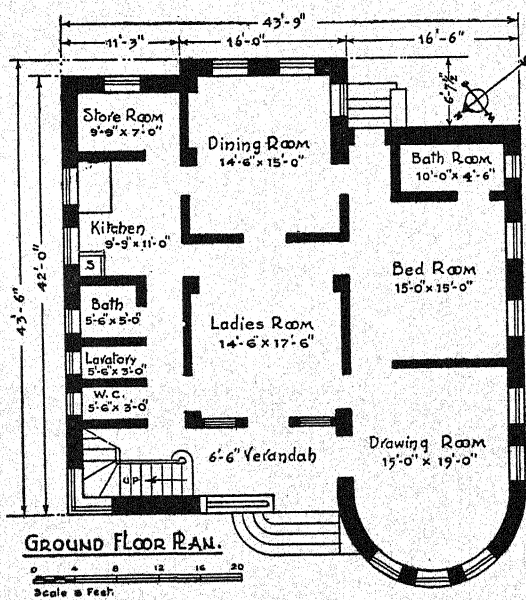 43'-9"
11'-3" 16'-0" 16'-6"
6'-7½"
Store Room
9'-9" x 7'-0"
Dining Room
14'-6" x 15'-0"
Bath Room
10'-0" x 4'-6"
Kitchen
9'-9" x 11'-0"
S
43'-6"
42'-0"
Bed Room
15'-0" x 15'-0"
Bath
5'-6" x 5'-0"
Ladies Room
14'-6" x 17'-6"
Lavatory
5'-6" x 3'-0"
W.C.
5'-6" x 3'-0"
Drawing Room
15'-0" x 19'-0"
6'-6" Verandah
UP
GROUND FLOOR PLAN.
0 4 8 12 16 20
Scale 8 Feet.